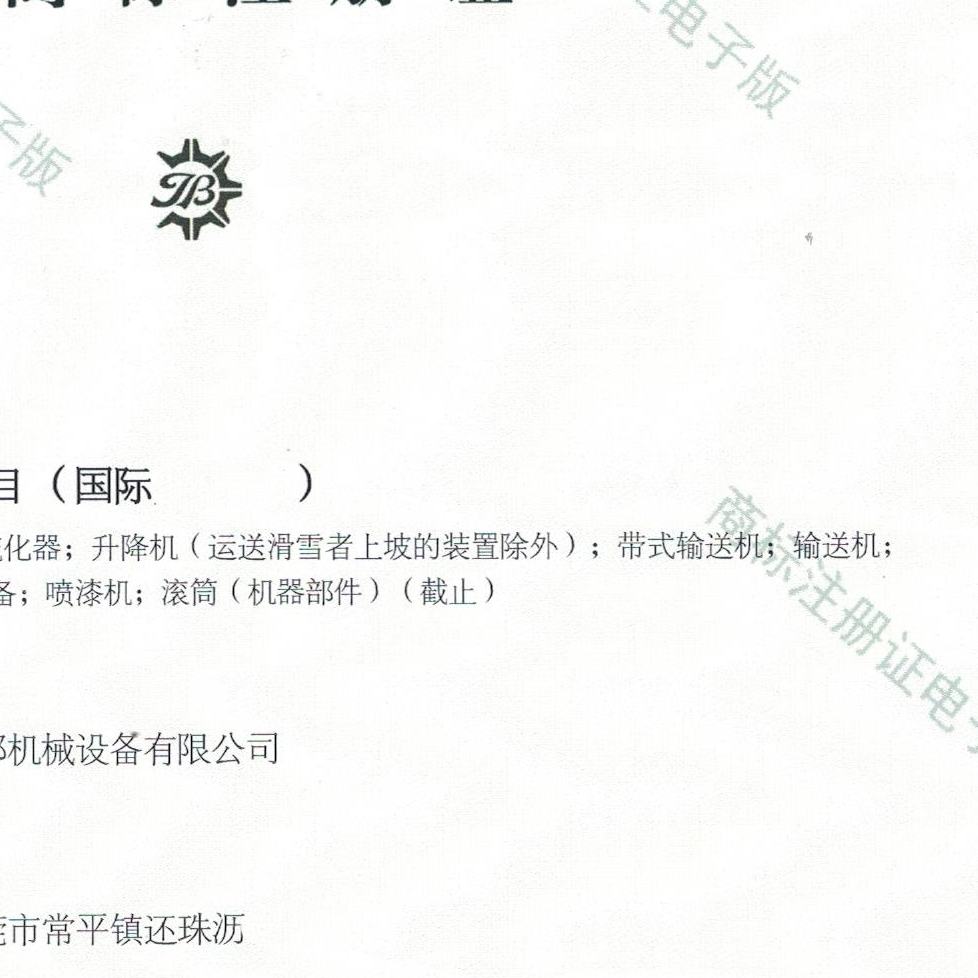 电子版
子版
JB
目（国际 ）
化器；升降机（运送滑雪者上坡的装置除外）；带式输送机；输送机；
备；喷漆机；滚筒（机器部件）（截止）
商标注册证电子
机械设备有限公司
市常平镇还珠沥